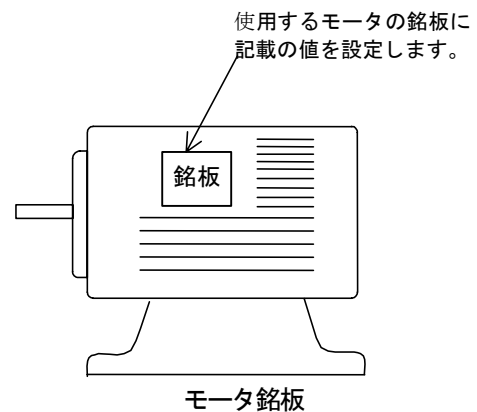 使用するモータの銘板に
記載の値を設定します。
銘板
モータ銘板